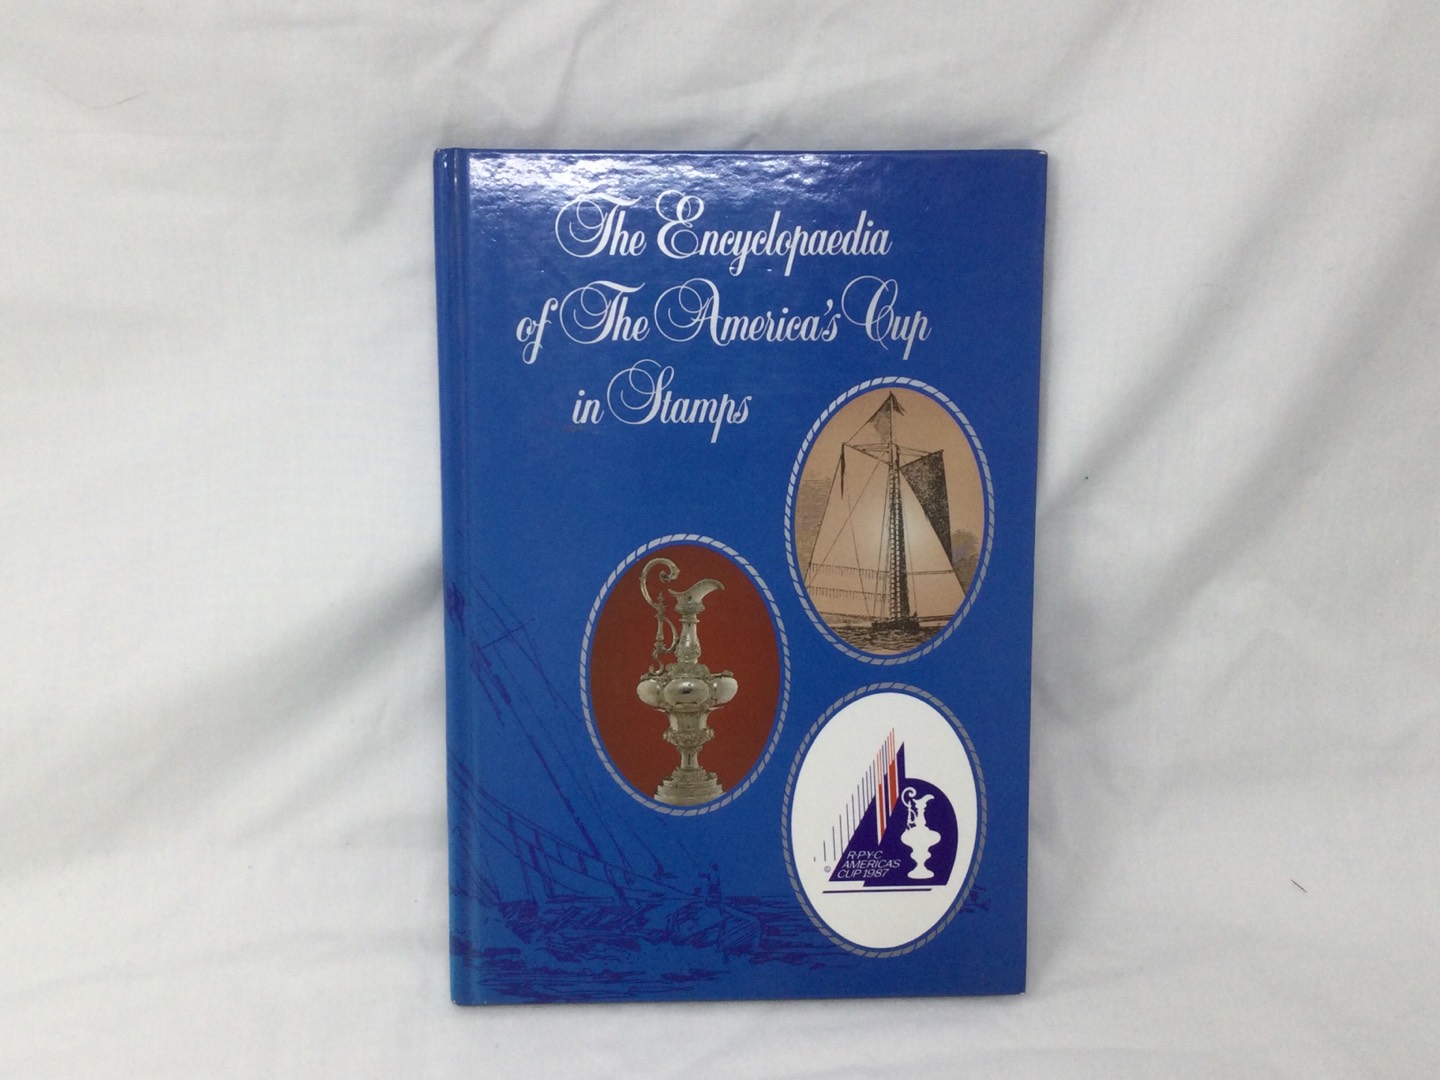 The Encyclopaedia
of The America's Cup
in Stamps
R·P·Y·C
AMERICA'S
© CUP 1987